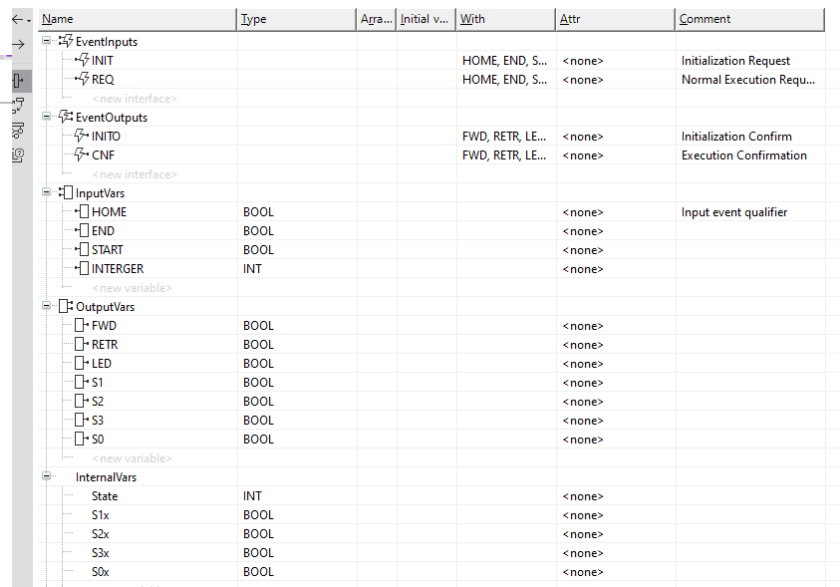 Name Type Arra... Initial v... With Attr Comment
EventInputs
INIT HOME, END, S... <none> Initialization Request
REQ HOME, END, S... <none> Normal Execution Requ...
<new interface>
EventOutputs
INITO FWD, RETR, LE... <none> Initialization Confirm
CNF FWD, RETR, LE... <none> Execution Confirmation
<new interface>
InputVars
HOME BOOL <none> Input event qualifier
END BOOL <none>
START BOOL <none>
INTERGER INT <none>
<new variable>
OutputVars
FWD BOOL <none>
RETR BOOL <none>
LED BOOL <none>
S1 BOOL <none>
S2 BOOL <none>
S3 BOOL <none>
S0 BOOL <none>
<new variable>
InternalVars
State INT <none>
S1x BOOL <none>
S2x BOOL <none>
S3x BOOL <none>
S0x BOOL <none>